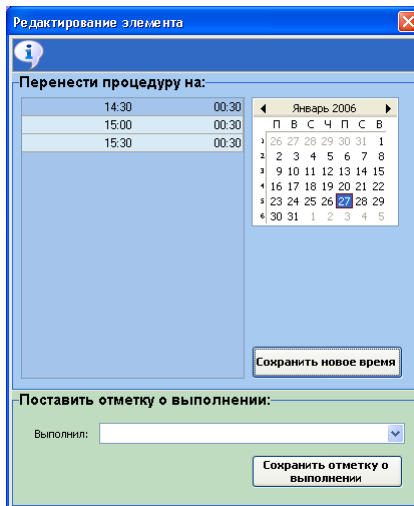 Редактирование элемента
Перенести процедуру на:
14:30 00:30
15:00 00:30
15:30 00:30
Январь 2006
П В С Ч П С В
1 26 27 28 29 30 31 1
2 2 3 4 5 6 7 8
3 9 10 11 12 13 14 15
4 16 17 18 19 20 21 22
5 23 24 25 26 27 28 29
6 30 31 1 2 3 4 5
Сохранить новое время
Поставить отметку о выполнении:
Выполнил:
Сохранить отметку о
выполнении